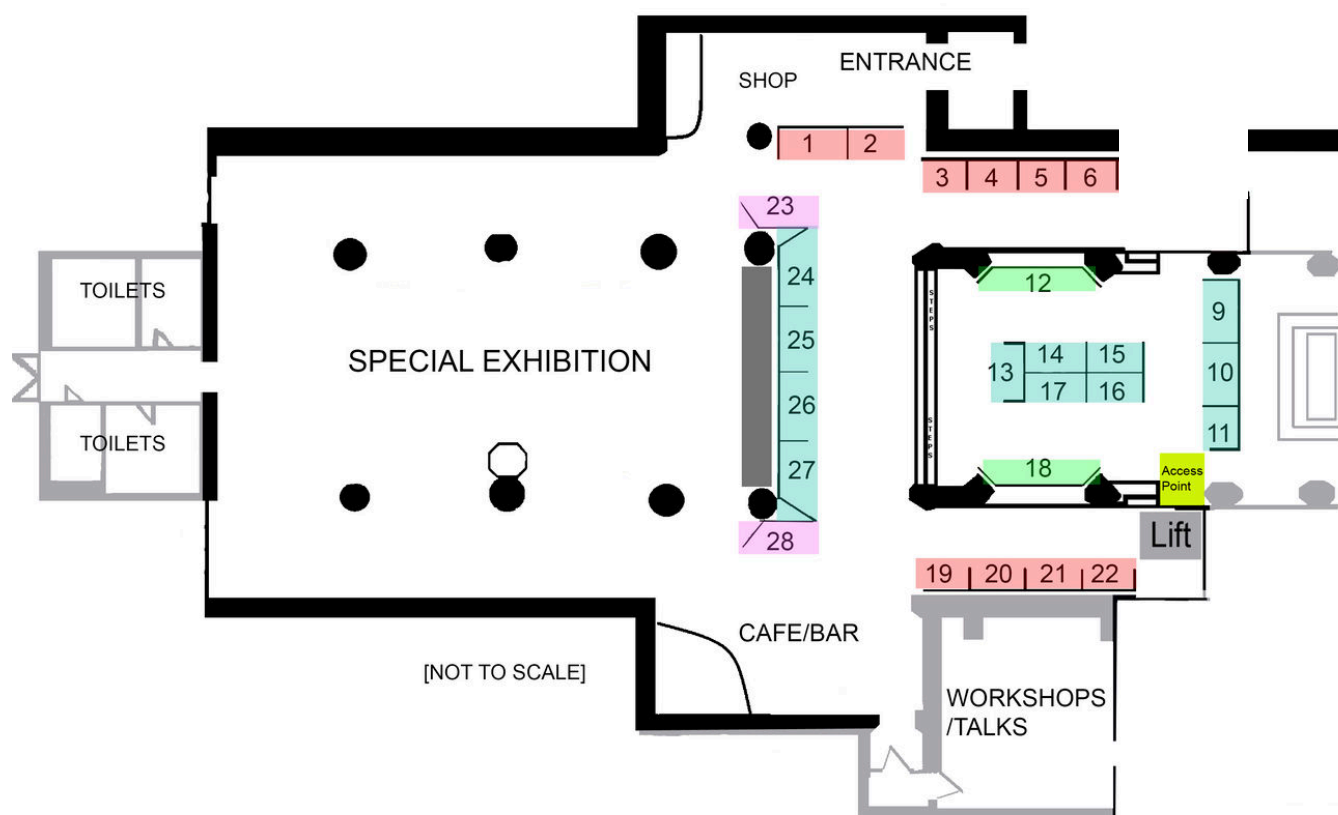 ENTRANCE
SHOP
1 2
3 4 5 6
23
24
25
26
27
28
STEPS
STEPS
12
13
14 15
17 16
18
9
10
11
Access
Point
Lift
19 20 21 22
TOILETS
TOILETS
SPECIAL EXHIBITION
CAFE/BAR
[NOT TO SCALE]
WORKSHOPS
/TALKS